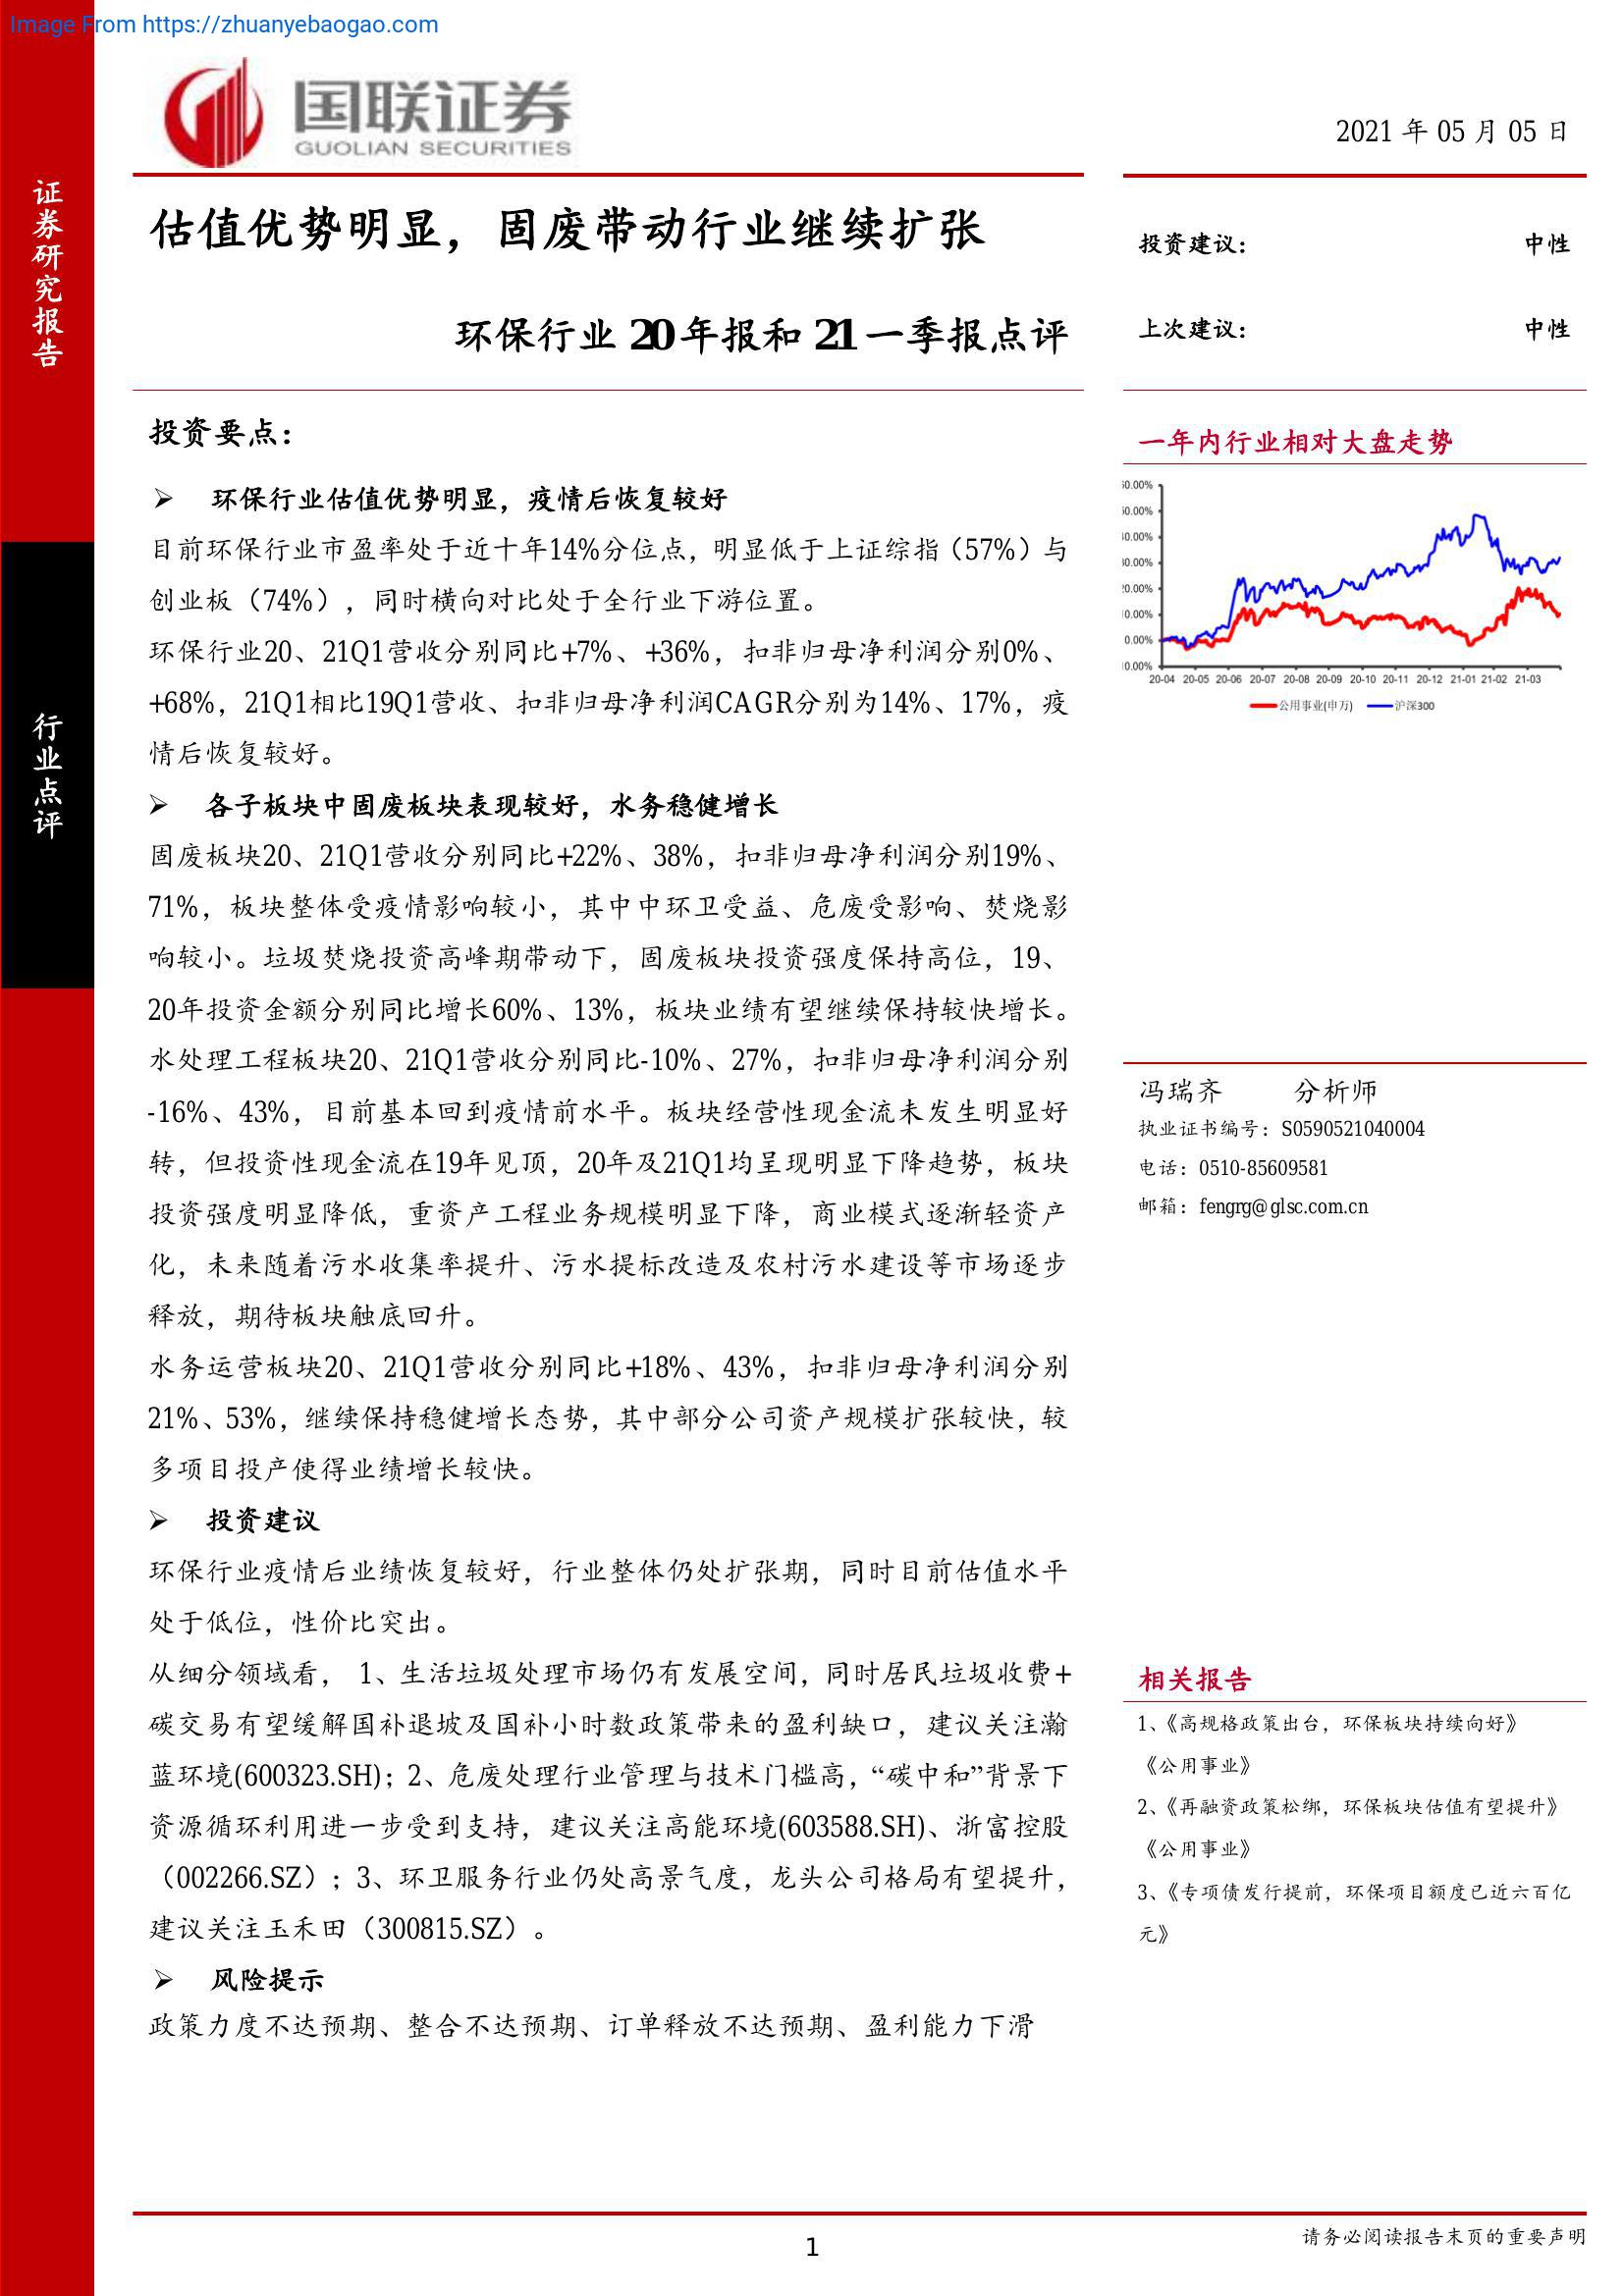 Image From https://zhuanyebaogao.com
国联证券
GUOLIAN SECURITIES
2021 年 05 月 05 日
证券研究报告
行业点评
估值优势明显，固废带动行业继续扩张
环保行业 20 年报和 21 一季报点评
投资建议： 中性
上次建议： 中性
投资要点：
➢ 环保行业估值优势明显，疫情后恢复较好
目前环保行业市盈率处于近十年14%分位点，明显低于上证综指（57%）与
创业板（74%），同时横向对比处于全行业下游位置。
环保行业20、21Q1营收分别同比+7%、+36%，扣非归母净利润分别0%、
+68%，21Q1相比19Q1营收、扣非归母净利润CAGR分别为14%、17%，疫
情后恢复较好。
➢ 各子板块中固废板块表现较好，水务稳健增长
固废板块20、21Q1营收分别同比+22%、38%，扣非归母净利润分别19%、
71%，板块整体受疫情影响较小，其中中环卫受益、危废受影响、焚烧影
响较小。垃圾焚烧投资高峰期带动下，固废板块投资强度保持高位，19、
20年投资金额分别同比增长60%、13%，板块业绩有望继续保持较快增长。
水处理工程板块20、21Q1营收分别同比-10%、27%，扣非归母净利润分别
-16%、43%，目前基本回到疫情前水平。板块经营性现金流未发生明显好
转，但投资性现金流在19年见顶，20年及21Q1均呈现明显下降趋势，板块
投资强度明显降低，重资产工程业务规模明显下降，商业模式逐渐轻资产
化，未来随着污水收集率提升、污水提标改造及农村污水建设等市场逐步
释放，期待板块触底回升。
水务运营板块20、21Q1营收分别同比+18%、43%，扣非归母净利润分别
21%、53%，继续保持稳健增长态势，其中部分公司资产规模扩张较快，较
多项目投产使得业绩增长较快。
➢ 投资建议
环保行业疫情后业绩恢复较好，行业整体仍处扩张期，同时目前估值水平
处于低位，性价比突出。
从细分领域看， 1、生活垃圾处理市场仍有发展空间，同时居民垃圾收费+
碳交易有望缓解国补退坡及国补小时数政策带来的盈利缺口，建议关注瀚
蓝环境(600323.SH)；2、危废处理行业管理与技术门槛高，“碳中和”背景下
资源循环利用进一步受到支持，建议关注高能环境(603588.SH)、浙富控股
（002266.SZ）；3、环卫服务行业仍处高景气度，龙头公司格局有望提升，
建议关注玉禾田（300815.SZ）。
➢ 风险提示
政策力度不达预期、整合不达预期、订单释放不达预期、盈利能力下滑
一年内行业相对大盘走势
0.00%
0.00%
0.00%
0.00%
0.00%
0.00%
0.00%
0.00%
20-04 20-05 20-06 20-07 20-08 20-09 20-10 20-11 20-12 21-01 21-02 21-03
公用事业(申万) 沪深300
冯瑞齐 分析师
执业证书编号：S0590521040004
电话：0510-85609581
邮箱：fengrg@glsc.com.cn
相关报告
1、《高规格政策出台，环保板块持续向好》
《公用事业》
2、《再融资政策松绑，环保板块估值有望提升》
《公用事业》
3、《专项债发行提前，环保项目额度已近六百亿
元》
1
请务必阅读报告末页的重要声明